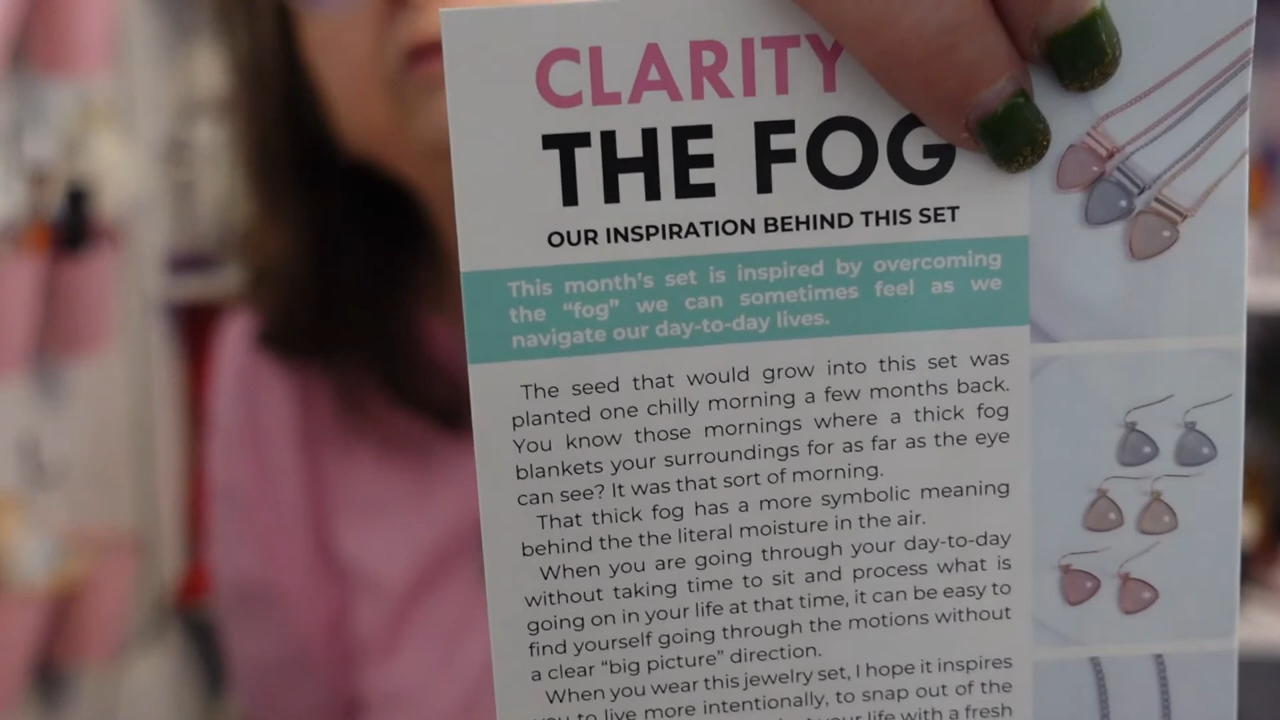 CLARITY
THE FOG
OUR INSPIRATION BEHIND THIS SET
This month's set is inspired by overcoming
the "fog" we can sometimes feel as we
navigate our day-to-day lives.
The seed that would grow into this set was
planted one chilly morning a few months back.
You know those mornings where a thick fog
blankets your surroundings for as far as the eye
can see? It was that sort of morning.
That thick fog has a more symbolic meaning
behind the the literal moisture in the air.
When you are going through your day-to-day
without taking time to sit and process what is
going on in your life at that time, it can be easy to
find yourself going through the motions without
a clear "big picture" direction.
When you wear this jewelry set, I hope it inspires
you to live more intentionally, to snap out of the
your life with a fresh